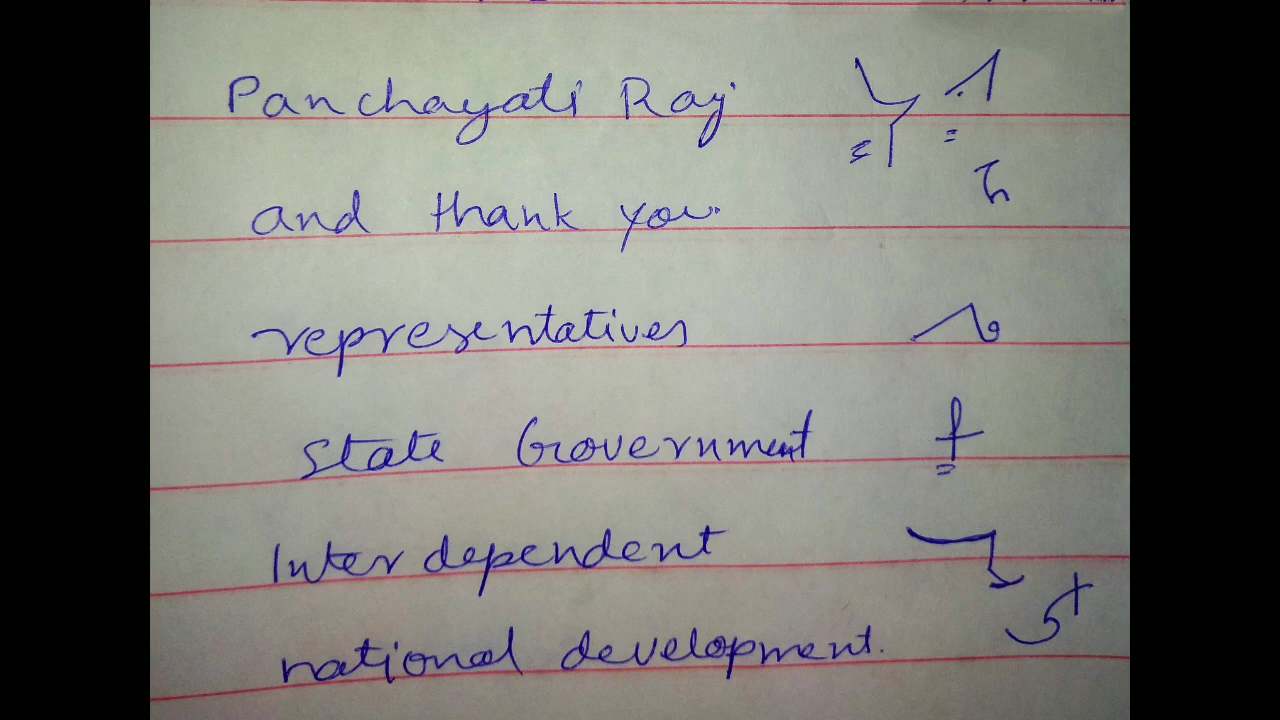 Panchayati Raj
and thank you.
representatives
State Government
Interdependent
national development.